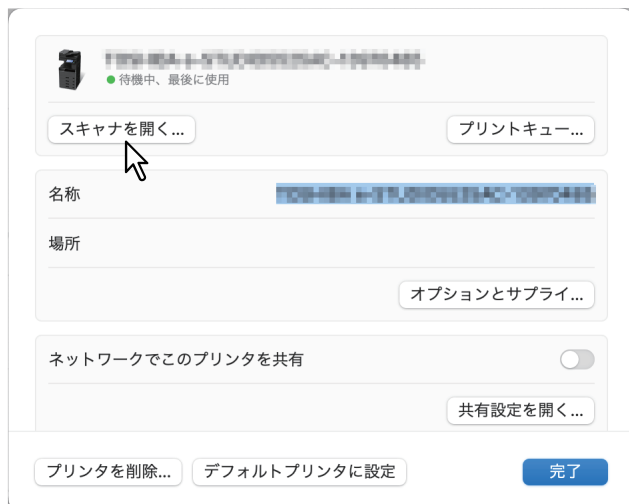 待機中、最後に使用
スキャナを開く... プリントキュー...
名称
場所
オプションとサプライ...
ネットワークでこのプリンタを共有
共有設定を開く...
プリンタを削除... デフォルトプリンタに設定 完了